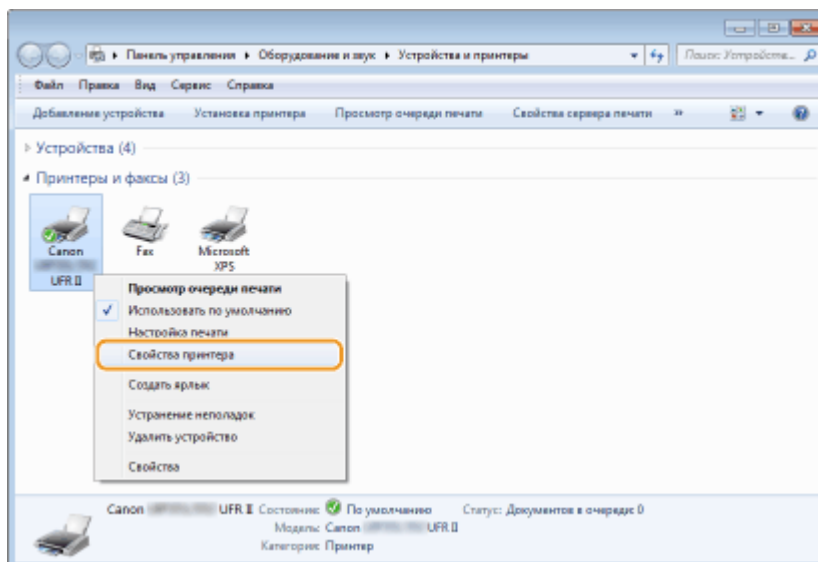 Панель управления ▸ Оборудование и звук ▸ Устройства и принтеры
Поиск: Устройств...
Файл Правка Вид Сервис Справка
Добавление устройства Установка принтера Просмотр очереди печати Свойства сервера печати »
Устройства (4)
Принтеры и факсы (3)
Canon
UFR II
Fax
Microsoft
XPS
Просмотр очереди печати
Использовать по умолчанию
Настройка печати
Свойства принтера
Создать ярлык
Устранение неполадок
Удалить устройство
Свойства
Canon UFR II Состояние: По умолчанию Статус: Документов в очереди: 0
Модель: Canon UFR II
Категория: Принтер